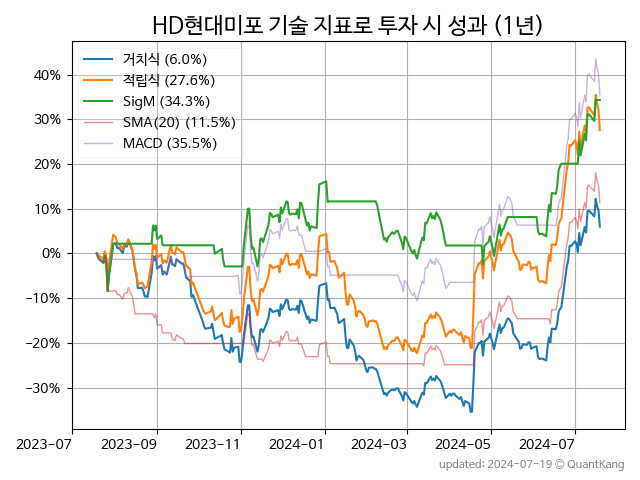 HD현대미포 기술 지표로 투자 시 성과 (1년)
거치식 (6.0%)
적립식 (27.6%)
SigM (34.3%)
SMA(20) (11.5%)
MACD (35.5%)
40%
30%
20%
10%
0%
−10%
−20%
−30%
2023-07 2023-09 2023-11 2024-01 2024-03 2024-05 2024-07
updated: 2024-07-19 © QuantKang